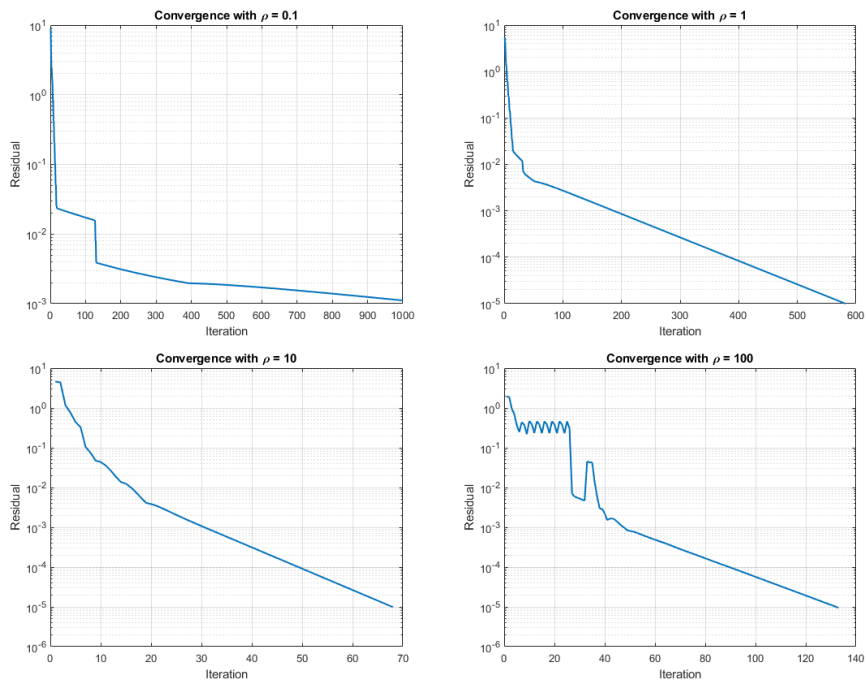 Convergence with ρ = 0.1
10^1
10^0
10^-1
10^-2
10^-3
Residual
0 100 200 300 400 500 600 700 800 900 1000
Iteration
Convergence with ρ = 1
10^1
10^0
10^-1
10^-2
10^-3
10^-4
10^-5
Residual
0 100 200 300 400 500 600
Iteration
Convergence with ρ = 10
10^1
10^0
10^-1
10^-2
10^-3
10^-4
10^-5
10^-6
Residual
0 10 20 30 40 50 60 70
Iteration
Convergence with ρ = 100
10^1
10^0
10^-1
10^-2
10^-3
10^-4
10^-5
10^-6
Residual
0 20 40 60 80 100 120 140
Iteration